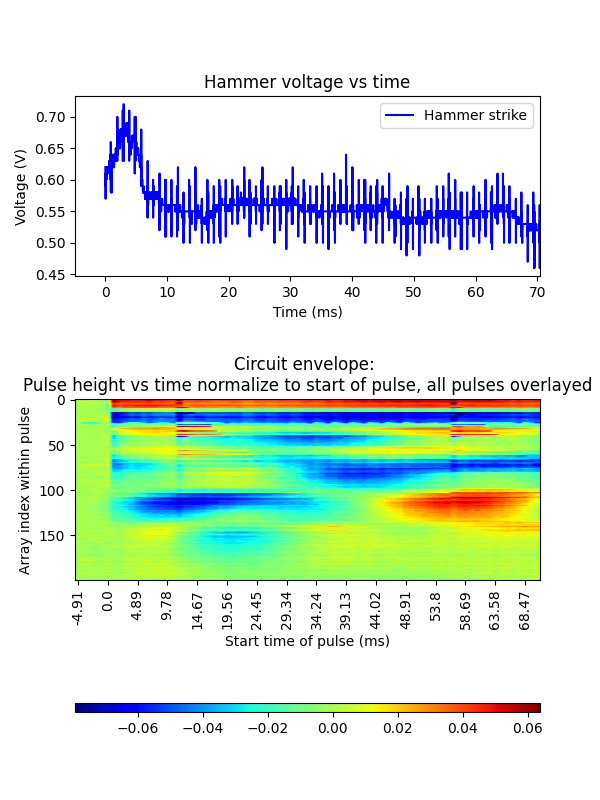 Hammer voltage vs time
Hammer strike
0.70
0.65
0.60
0.55
0.50
0.45
Voltage (V)
0 10 20 30 40 50 60 70
Time (ms)
Circuit envelope:
Pulse height vs time normalize to start of pulse, all pulses overlayed
0
50
100
150
Array index within pulse
-4.91 0.0 4.89 9.78 14.67 19.56 24.45 29.34 34.24 39.13 44.02 48.91 53.8 58.69 63.58 68.47
Start time of pulse (ms)
−0.06 −0.04 −0.02 0.00 0.02 0.04 0.06